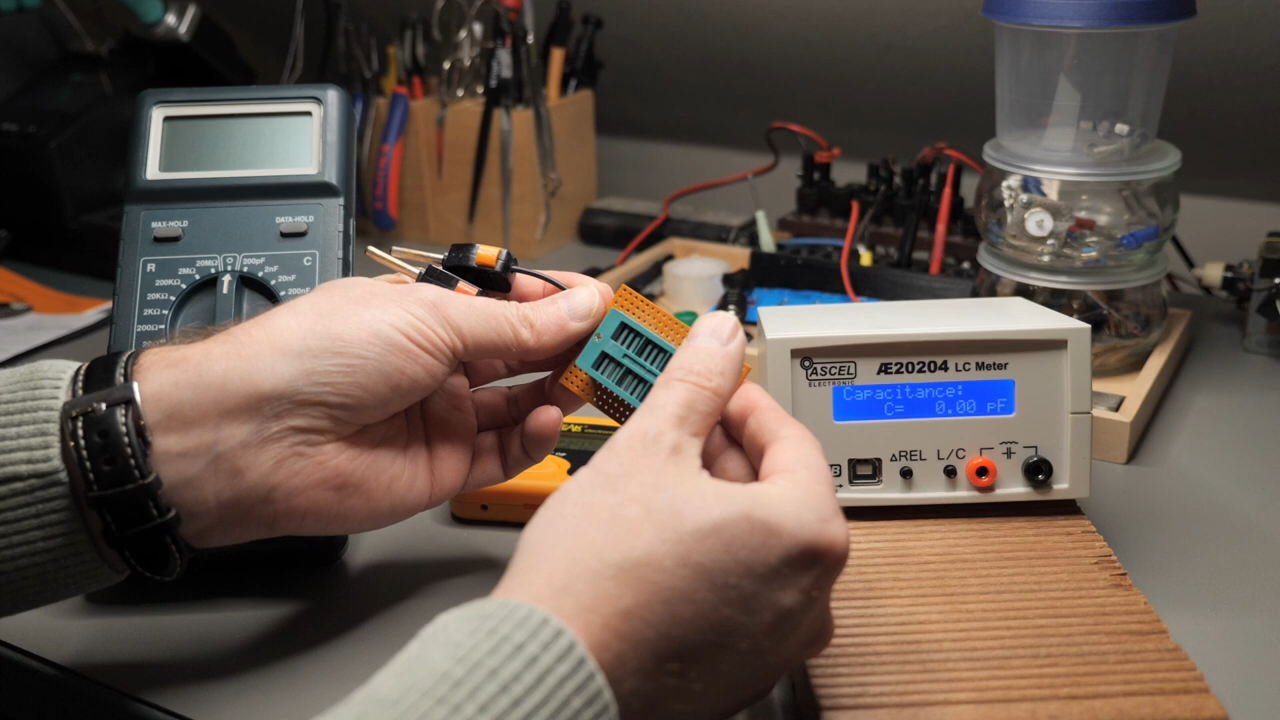 MAX-HOLD
DATA-HOLD
R
20MΩ
O
200pF
C
2MΩ
2nF
200KΩ
20nF
20KΩ
200n
2KΩ
200Ω
ASCEL
ELECTRONIC
Æ20204 LC Meter
Capacitance:
C= 0.00 pF
ΔREL L/C